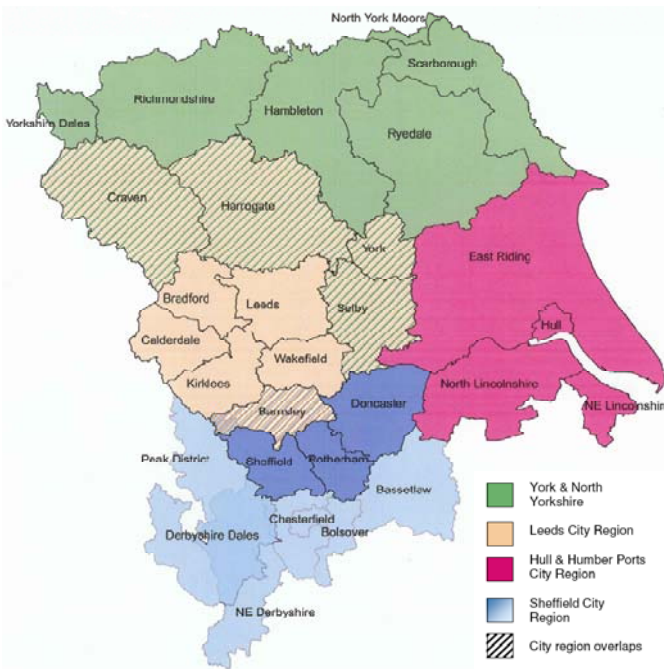 North York Moors
Scarborough
Richmondshire
Hambleton
Yorkshire Dales
Ryedale
Craven
Harrogate
York
East Riding
Bradford
Leeds
Selby
Hull
Calderdale
Wakefield
Kirklees
North Lincolnshire
Barnsley
Doncaster
NE Lincolnshire
Peak District
Sheffield
Rotherham
Bassetlaw
Chesterfield
Derbyshire Dales
Bolsover
NE Derbyshire
York & North
Yorkshire
Leeds City Region
Hull & Humber Ports
City Region
Sheffield City
Region
City region overlaps